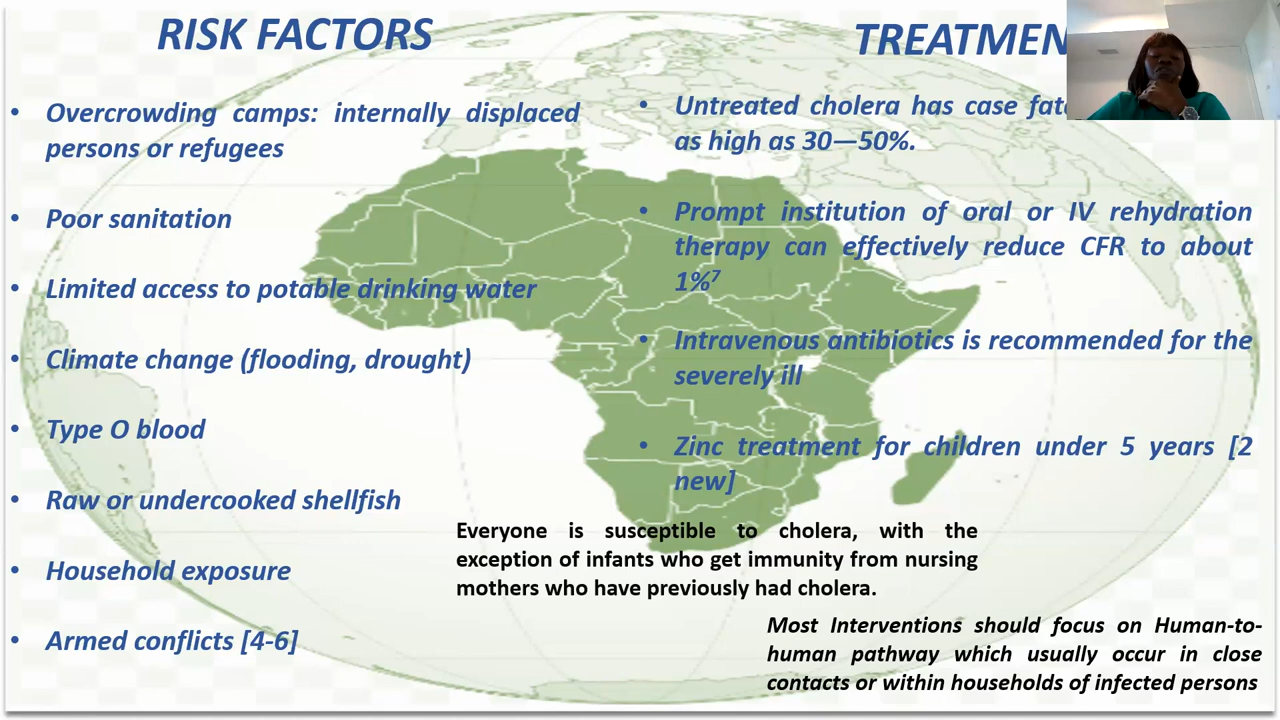 RISK FACTORS
• Overcrowding camps: internally displaced
persons or refugees
• Poor sanitation
• Limited access to potable drinking water
• Climate change (flooding, drought)
• Type O blood
• Raw or undercooked shellfish
• Household exposure
• Armed conflicts [4-6]
TREATMEN
• Untreated cholera has case
as high as 30—50%.
• Prompt institution of oral or IV rehydration
therapy can effectively reduce CFR to about
1%⁷
• Intravenous antibiotics is recommended for the
severely ill
• Zinc treatment for children under 5 years [2
new]
Everyone is susceptible to cholera, with the
exception of infants who get immunity from nursing
mothers who have previously had cholera.
Most Interventions should focus on Human-to-
human pathway which usually occur in close
contacts or within households of infected persons